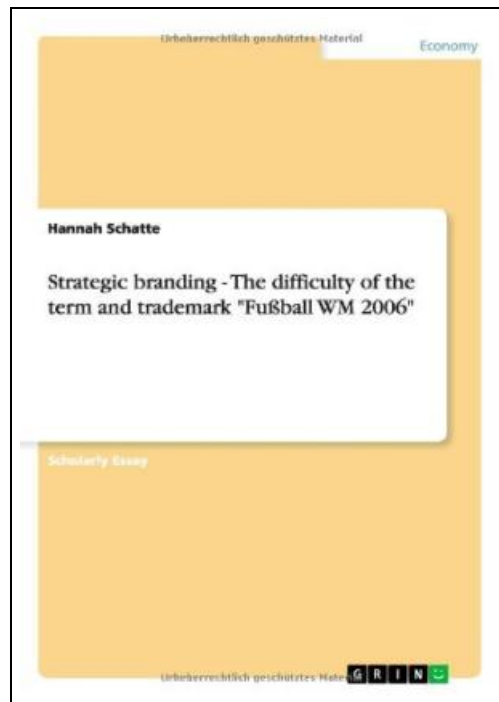 Urheberrechtlich geschütztes Material
Economy
Hannah Schatte
Strategic branding - The difficulty of the
term and trademark "Fußball WM 2006"
Scholarly Essay
Urheberrechtlich geschütztes
GRIN